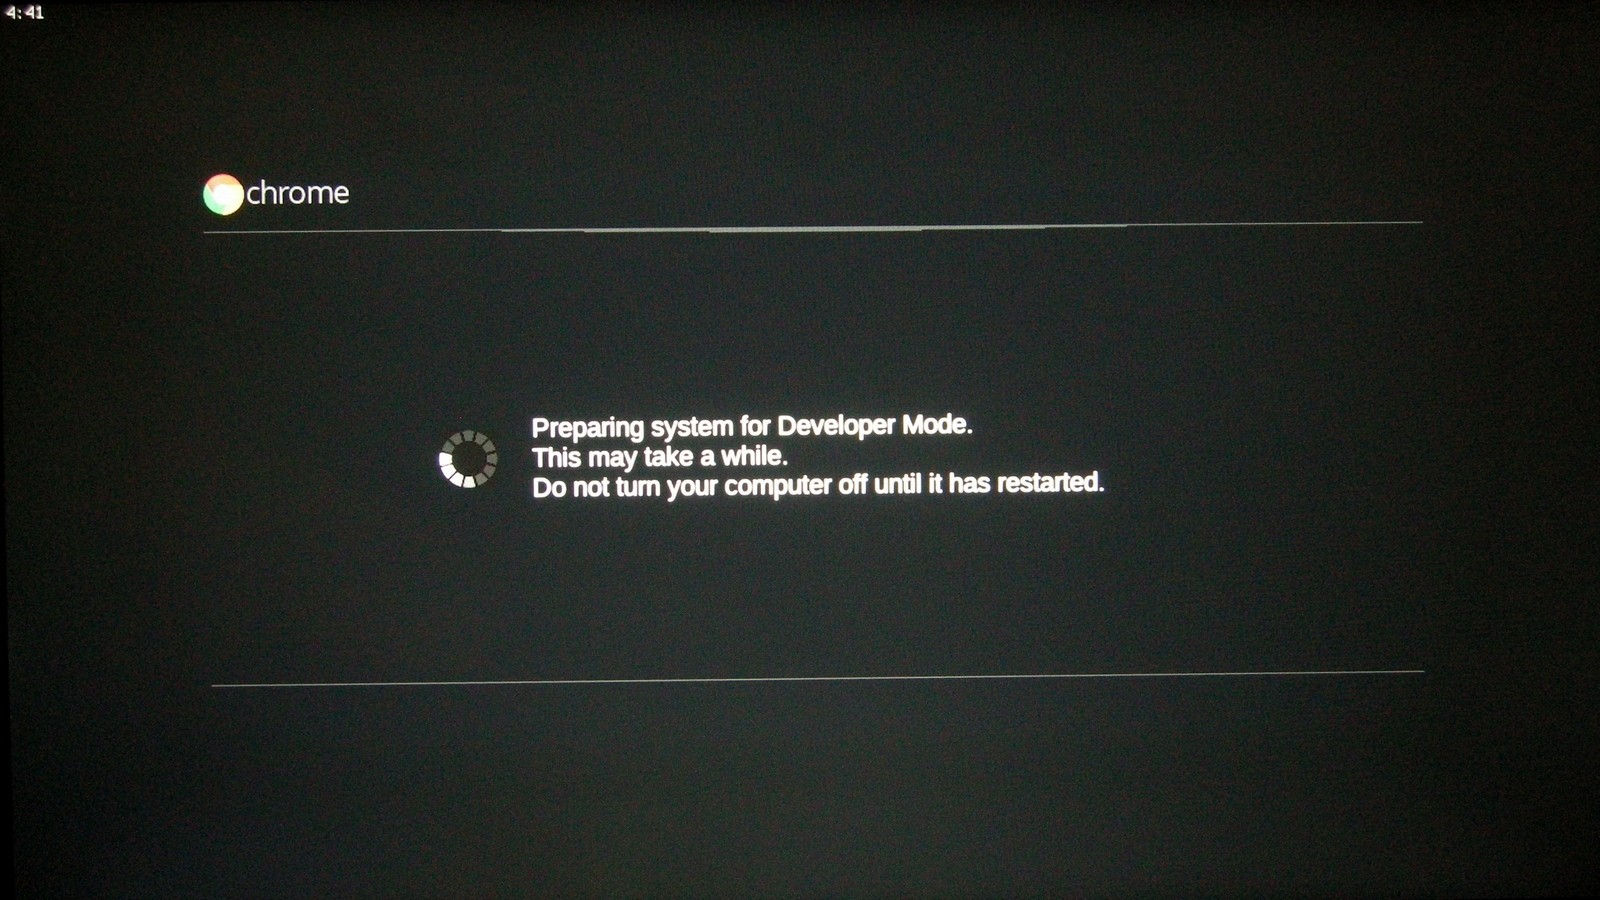 4:41
chrome
Preparing system for Developer Mode.
This may take a while.
Do not turn your computer off until it has restarted.